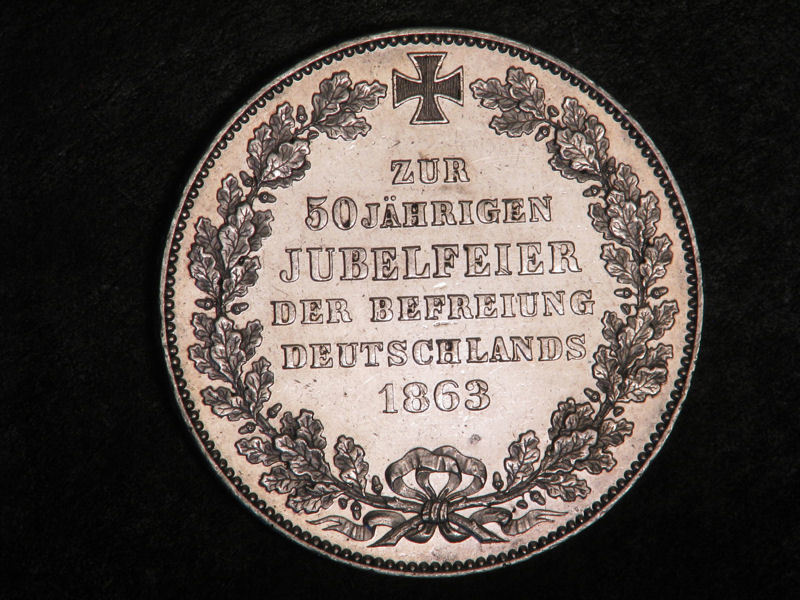 ZUR
50JÄHRIGEN
JUBELFEIER
DER BEFREIUNG
DEUTSCHLANDS
1863